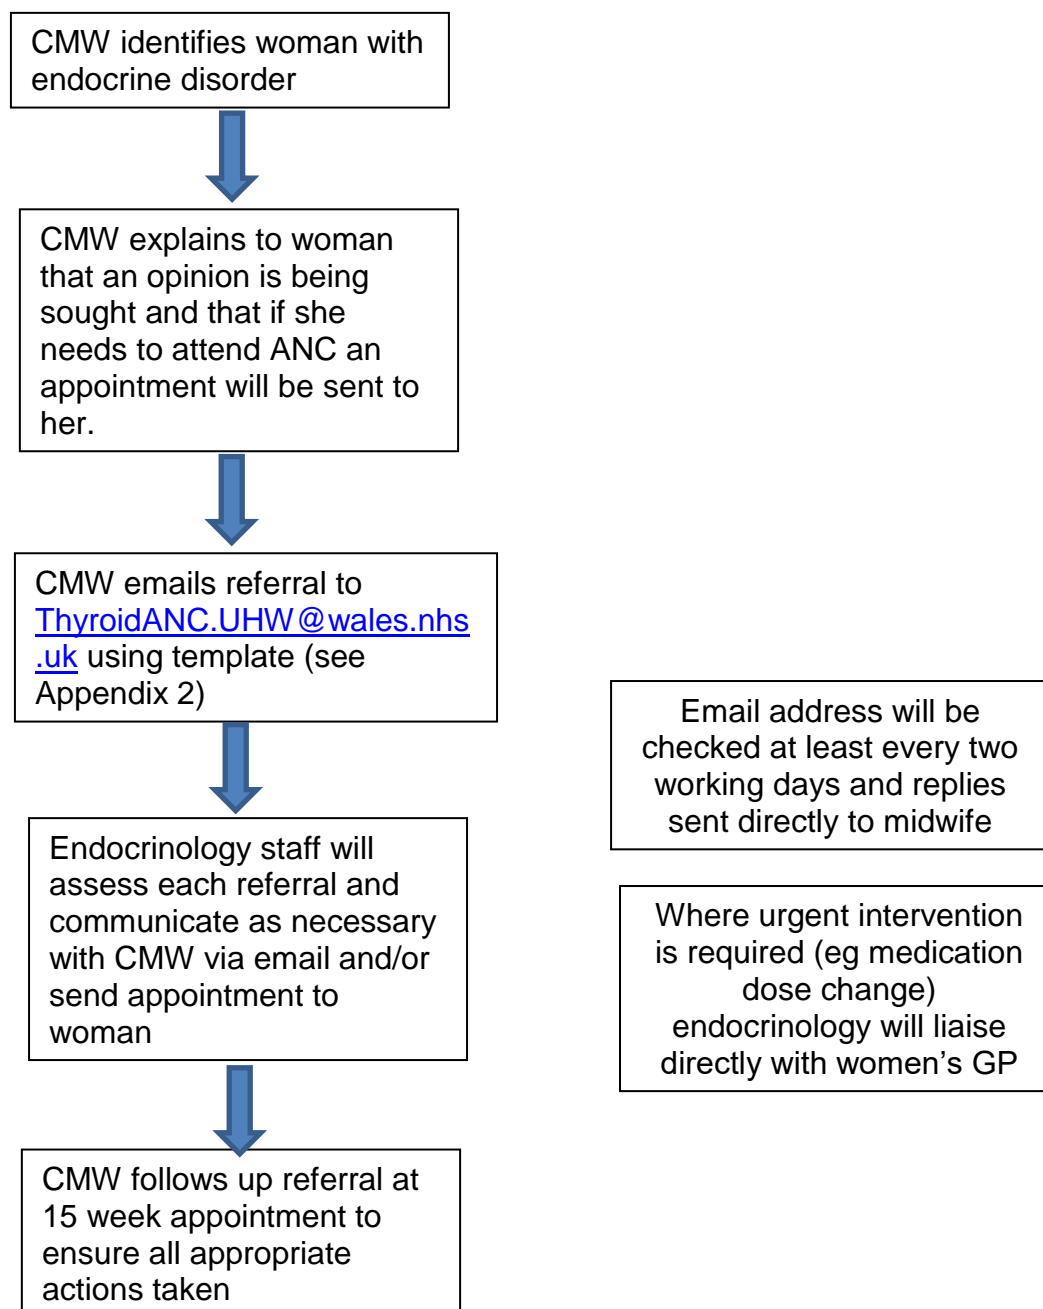 CMW identifies woman with
endocrine disorder
CMW explains to woman
that an opinion is being
sought and that if she
needs to attend ANC an
appointment will be sent to
her.
CMW emails referral to
ThyroidANC.UHW@wales.nhs
.uk using template (see
Appendix 2)
Email address will be
checked at least every two
working days and replies
sent directly to midwife
Endocrinology staff will
assess each referral and
communicate as necessary
with CMW via email and/or
send appointment to
woman
Where urgent intervention
is required (eg medication
dose change)
endocrinology will liaise
directly with women’s GP
CMW follows up referral at
15 week appointment to
ensure all appropriate
actions taken